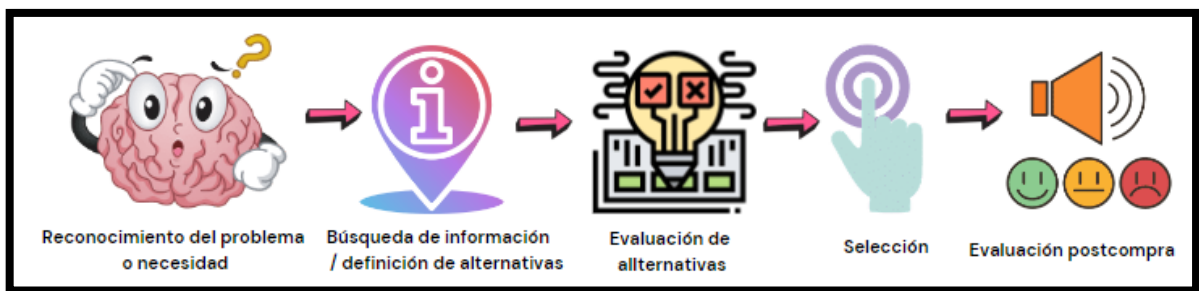 Reconocimiento del problema
o necesidad
Búsqueda de información
/ definición de alternativas
Evaluación de
allternativas
Selección
Evaluación postcompra